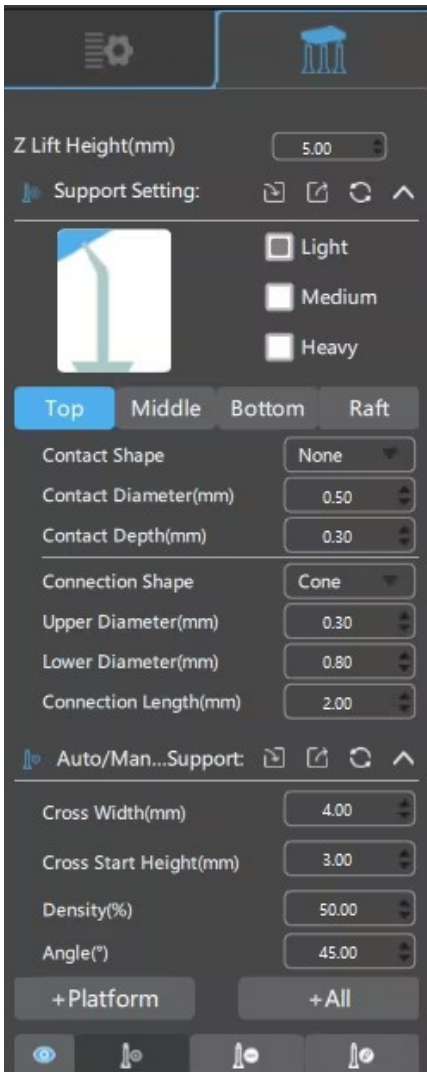 Z Lift Height(mm) 5.00
Support Setting:
Light
Medium
Heavy
Top Middle Bottom Raft
Contact Shape None
Contact Diameter(mm) 0.50
Contact Depth(mm) 0.30
Connection Shape Cone
Upper Diameter(mm) 0.30
Lower Diameter(mm) 0.80
Connection Length(mm) 2.00
Auto/Man...Support:
Cross Width(mm) 4.00
Cross Start Height(mm) 3.00
Density(%) 50.00
Angle(°) 45.00
+Platform +All